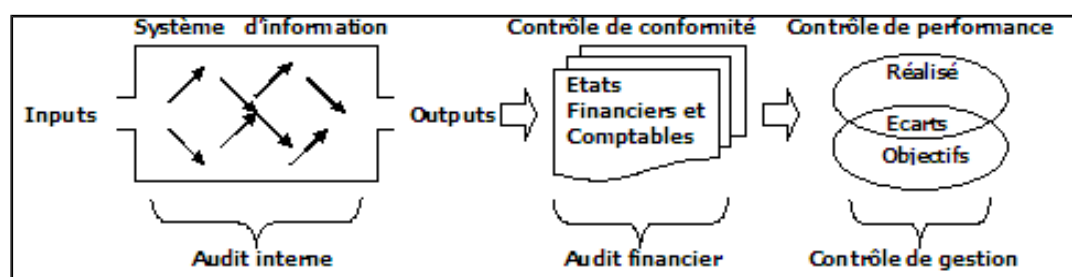 Système d'information
Contrôle de conformité
Contrôle de performance
Inputs
Outputs
Etats
Financiers et
Comptables
Réalisé
Ecarts
Objectifs
Audit interne
Audit financier
Contrôle de gestion